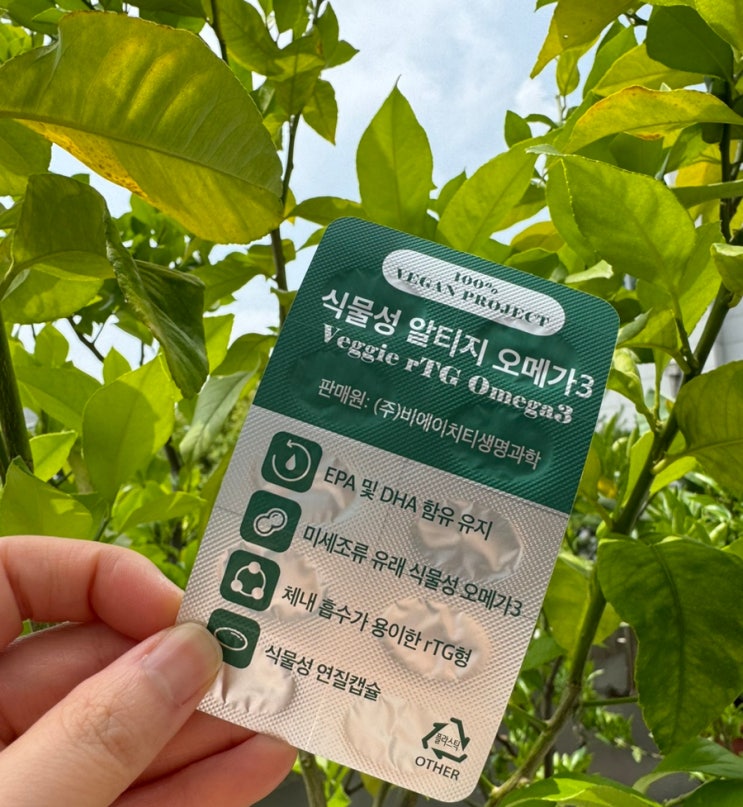 100%
VEGAN PROJECT
식물성 알티지 오메가3
Veggie rTG Omega3
판매원: (주)비에이치티생명과학
EPA 및 DHA 함유 유지
미세조류 유래 식물성 오메가3
체내 흡수가 용이한 rTG형
식물성 연질캡슐
플라스틱
OTHER